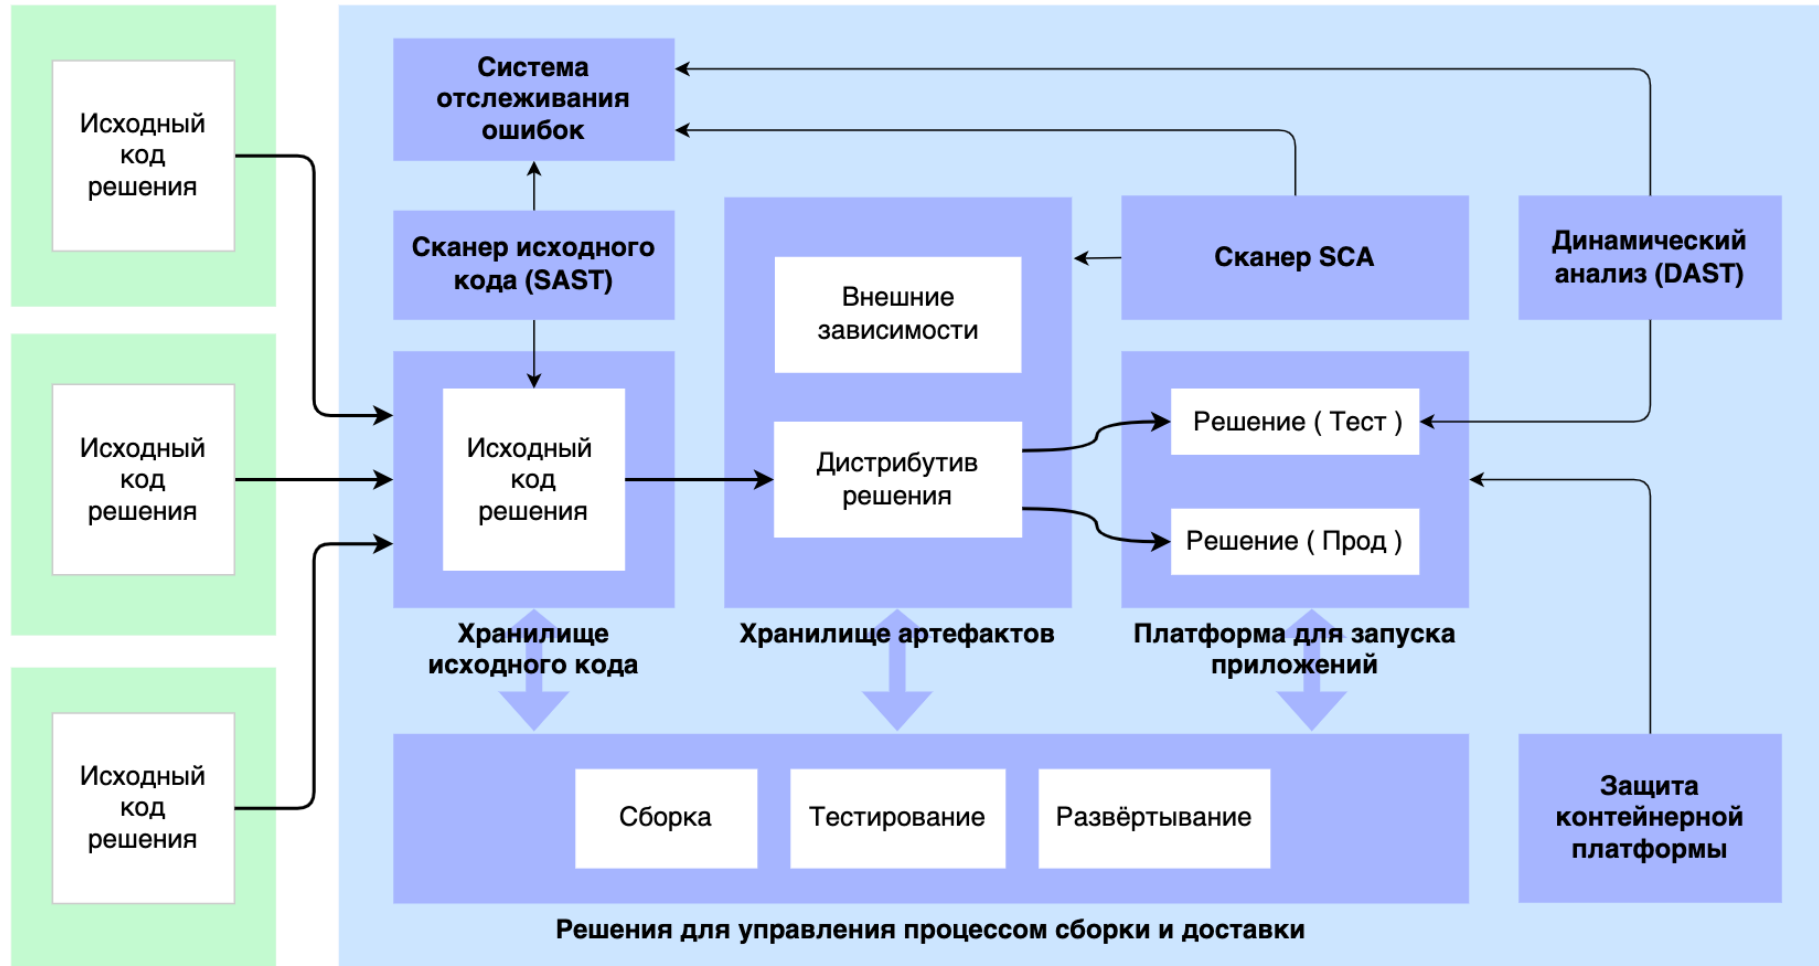 Исходный
код
решения
Исходный
код
решения
Исходный
код
решения
Система
отслеживания
ошибок
Сканер исходного
кода (SAST)
Сканер SCA
Динамический
анализ (DAST)
Внешние
зависимости
Исходный
код
решения
Дистрибутив
решения
Решение ( Тест )
Решение ( Прод )
Хранилище
исходного кода
Хранилище артефактов
Платформа для запуска
приложений
Сборка
Тестирование
Развёртывание
Защита
контейнерной
платформы
Решения для управления процессом сборки и доставки